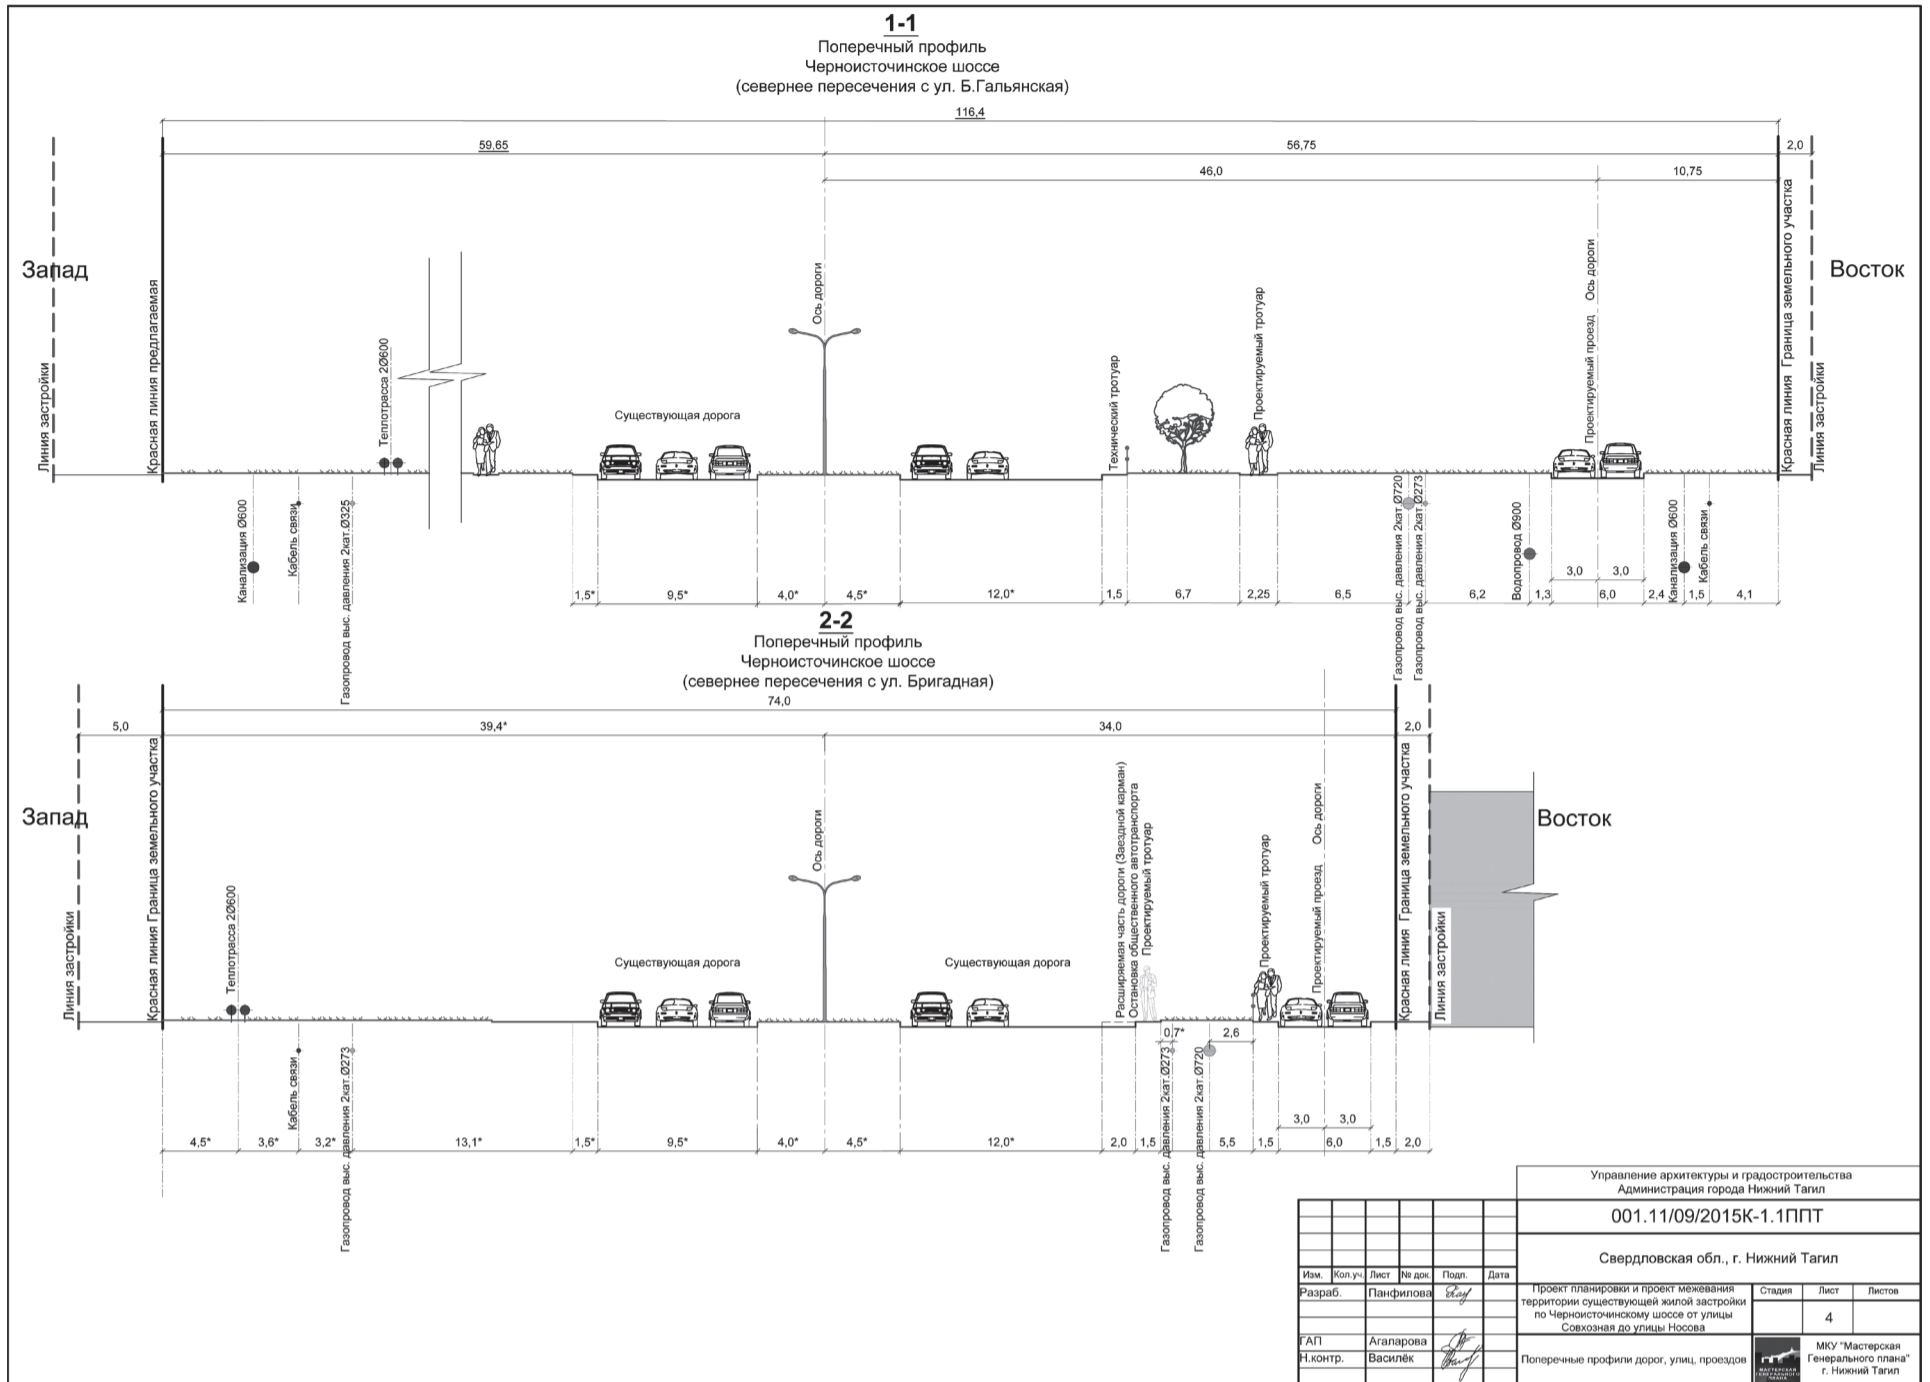 1-1
Поперечный профиль
Черноисточинское шоссе
(севернее пересечения с ул. Б.Гальянская)
116,4
59,65
56,75
2,0
46,0
10,75
Запад
Восток
Линия застройки
Красная линия предлагаемая
Теплотрасса 2Ø600
Существующая дорога
Ось дороги
Технический тротуар
Проектируемый тротуар
Проектируемый проезд
Ось дороги
Красная линия Граница земельного участка
Линия застройки
Канализация Ø600
Кабель связи
Газопровод выс. давления 2кат.Ø325
Газопровод выс. давления 2кат.Ø720
Газопровод выс. давления 2кат.Ø273
Водопровод Ø900
Канализация Ø600
Кабель связи
3,0
3,0
1,5*
9,5*
4,0*
4,5*
12,0*
1,5
6,7
2,25
6,5
6,2
1,3
6,0
2,4
1,5
4,1
2-2
Поперечный профиль
Черноисточинское шоссе
(севернее пересечения с ул. Бригадная)
74,0
5,0
39,4*
34,0
2,0
Запад
Восток
Линия застройки
Красная линия Граница земельного участка
Теплотрасса 2Ø600
Существующая дорога
Ось дороги
Существующая дорога
Расширяемая часть дороги (Заездной карман)
Остановка общественного автотранспорта
Проектируемый тротуар
Проектируемый тротуар
Проектируемый проезд
Ось дороги
Красная линия Граница земельного участка
Линия застройки
Кабель связи
Газопровод выс. давления 2кат.Ø273
0,7*
2,6
Газопровод выс. давления 2кат.Ø273
Газопровод выс. давления 2кат.Ø720
3,0
3,0
4,5*
3,6*
3,2*
13,1*
1,5*
9,5*
4,0*
4,5*
12,0*
2,0
1,5
5,5
1,5
6,0
1,5
2,0
Управление архитектуры и градостроительства
Администрация города Нижний Тагил
001.11/09/2015К-1.1ППТ
Свердловская обл., г. Нижний Тагил
Изм.
Кол.уч.
Лист
№ док.
Подп.
Дата
Разраб.
Панфилова
Проект планировки и проект межевания
территории существующей жилой застройки
по Черноисточинскому шоссе от улицы
Совхозная до улицы Носова
Стадия
Лист
Листов
4
ГАП
Агаларова
Н.контр.
Василёк
Поперечные профили дорог, улиц, проездов
МАСТЕРСКАЯ
ГЕНЕРАЛЬНОГО
ПЛАНА
МКУ "Мастерская
Генерального плана"
г. Нижний Тагил